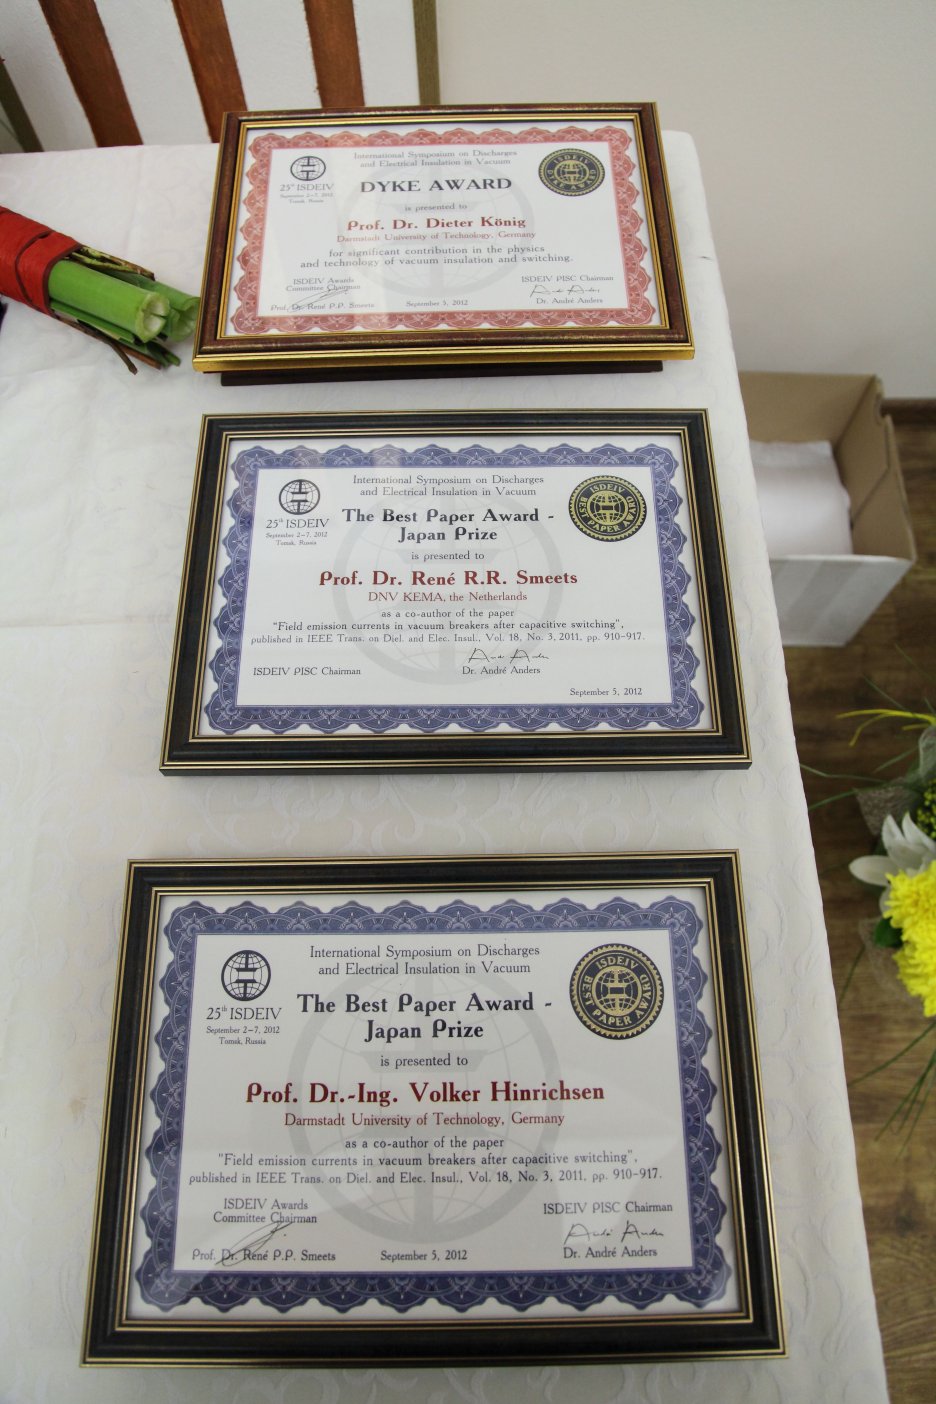 International Symposium on Discharges
and Electrical Insulation in Vacuum
25th ISDEIV
September 2-7, 2012
Tomsk, Russia
ISDEIV
DYKE AWARD
DYKE AWARD
is presented to
Prof. Dr. Dieter König
Darmstadt University of Technology, Germany
for significant contribution in the physics
and technology of vacuum insulation and switching.
ISDEIV Awards
Committee Chairman
Prof. Dr. René P.P. Smeets
September 5, 2012
ISDEIV PISC Chairman
Dr. André Anders
International Symposium on Discharges
and Electrical Insulation in Vacuum
25th ISDEIV
September 2-7, 2012
Tomsk, Russia
ISDEIV
BEST PAPER AWARD
The Best Paper Award -
Japan Prize
is presented to
Prof. Dr. René R.R. Smeets
DNV KEMA, the Netherlands
as a co-author of the paper
"Field emission currents in vacuum breakers after capacitive switching",
published in IEEE Trans. on Diel. and Elec. Insul., Vol. 18, No. 3, 2011, pp. 910-917.
ISDEIV PISC Chairman
Dr. André Anders
September 5, 2012
International Symposium on Discharges
and Electrical Insulation in Vacuum
25th ISDEIV
September 2-7, 2012
Tomsk, Russia
ISDEIV
BEST PAPER AWARD
The Best Paper Award -
Japan Prize
is presented to
Prof. Dr.-Ing. Volker Hinrichsen
Darmstadt University of Technology, Germany
as a co-author of the paper
"Field emission currents in vacuum breakers after capacitive switching",
published in IEEE Trans. on Diel. and Elec. Insul., Vol. 18, No. 3, 2011, pp. 910-917.
ISDEIV Awards
Committee Chairman
Prof. Dr. René P.P. Smeets
September 5, 2012
ISDEIV PISC Chairman
Dr. André Anders